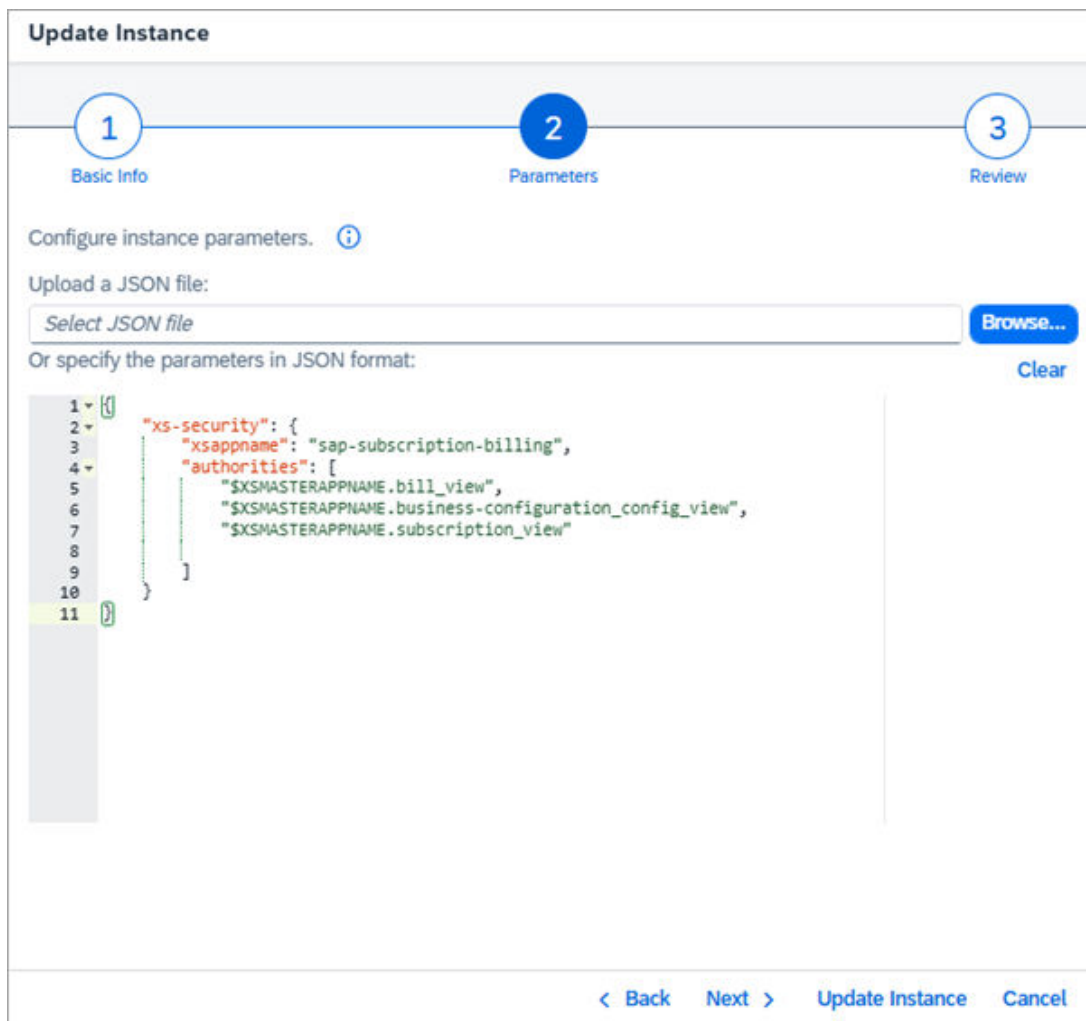 Update Instance
1
2
3
Basic Info
Parameters
Review
Configure instance parameters.
Upload a JSON file:
Select JSON file
Browse...
Or specify the parameters in JSON format:
Clear
1 {
2 "xs-security": {
3 "xsappname": "sap-subscription-billing",
4 "authorities": [
5 "$XSMASTERAPPNAME.bill_view",
6 "$XSMASTERAPPNAME.business-configuration_config_view",
7 "$XSMASTERAPPNAME.subscription_view"
8
9 ]
10 }
11 }
< Back Next > Update Instance Cancel